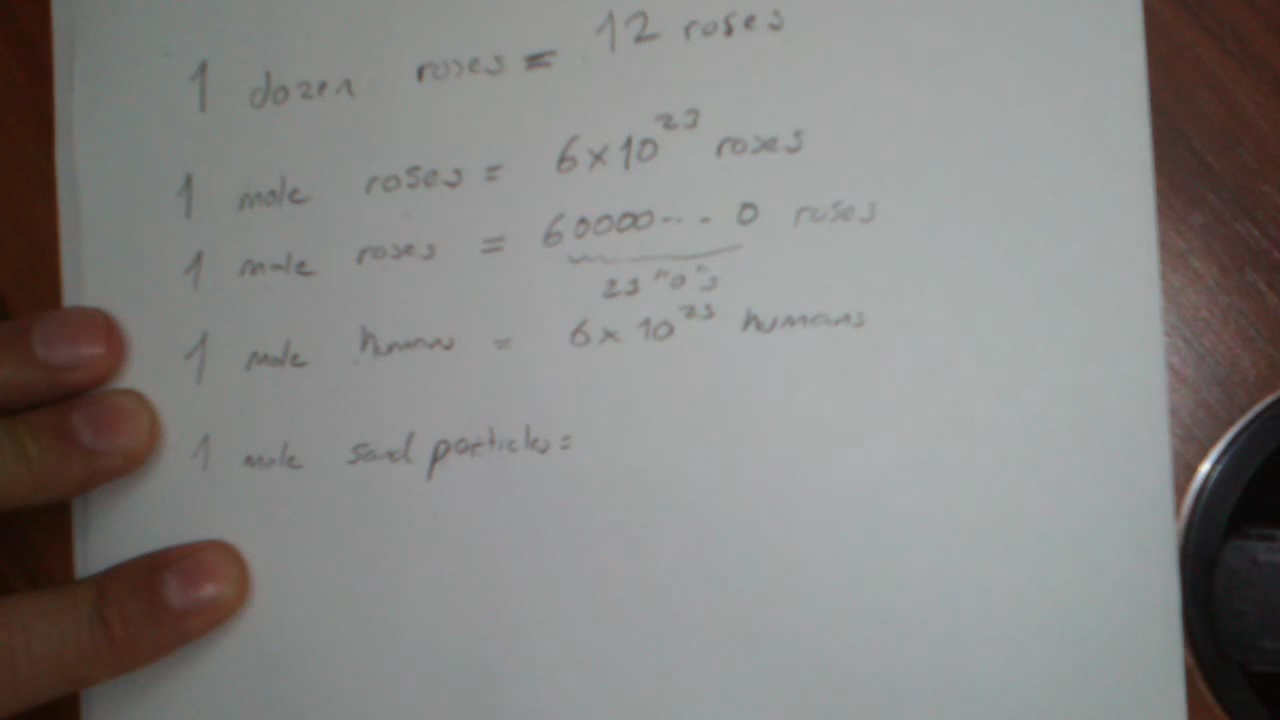 1 dozen roses = 12 roses
1 mole roses = 6×10²³ roses
1 mole roses = 60000... 0 roses
23 "0"s
1 mole humans = 6×10²³ humans
1 mole sand particles =